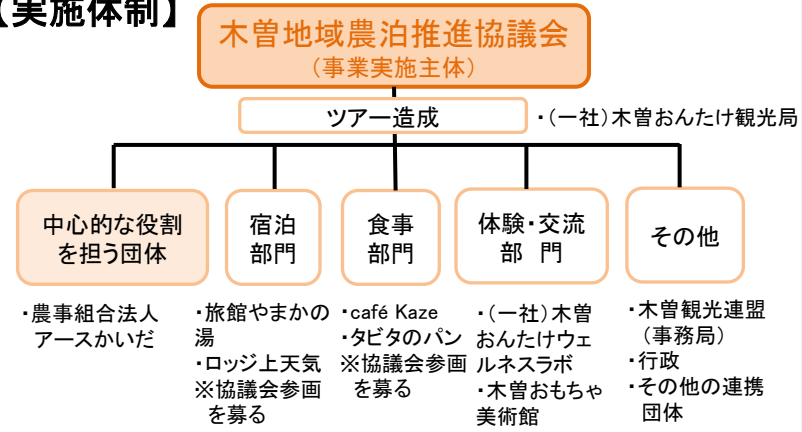 【実施体制】
木曽地域農泊推進協議会
（事業実施主体）
ツアー造成
・（一社）木曽おんたけ観光局
中心的な役割
を担う団体
・農事組合法人
アースかいだ
宿泊
部門
・旅館やまかの
湯
・ロッジ上天気
※協議会参画
を募る
食事
部門
・café Kaze
・タビタのパン
※協議会参画
を募る
体験・交流
部 門
・（一社）木曽
おんたけウェ
ルネスラボ
・木曽おもちゃ
美術館
その他
・木曽観光連盟
（事務局）
・行政
・その他の連携
団体